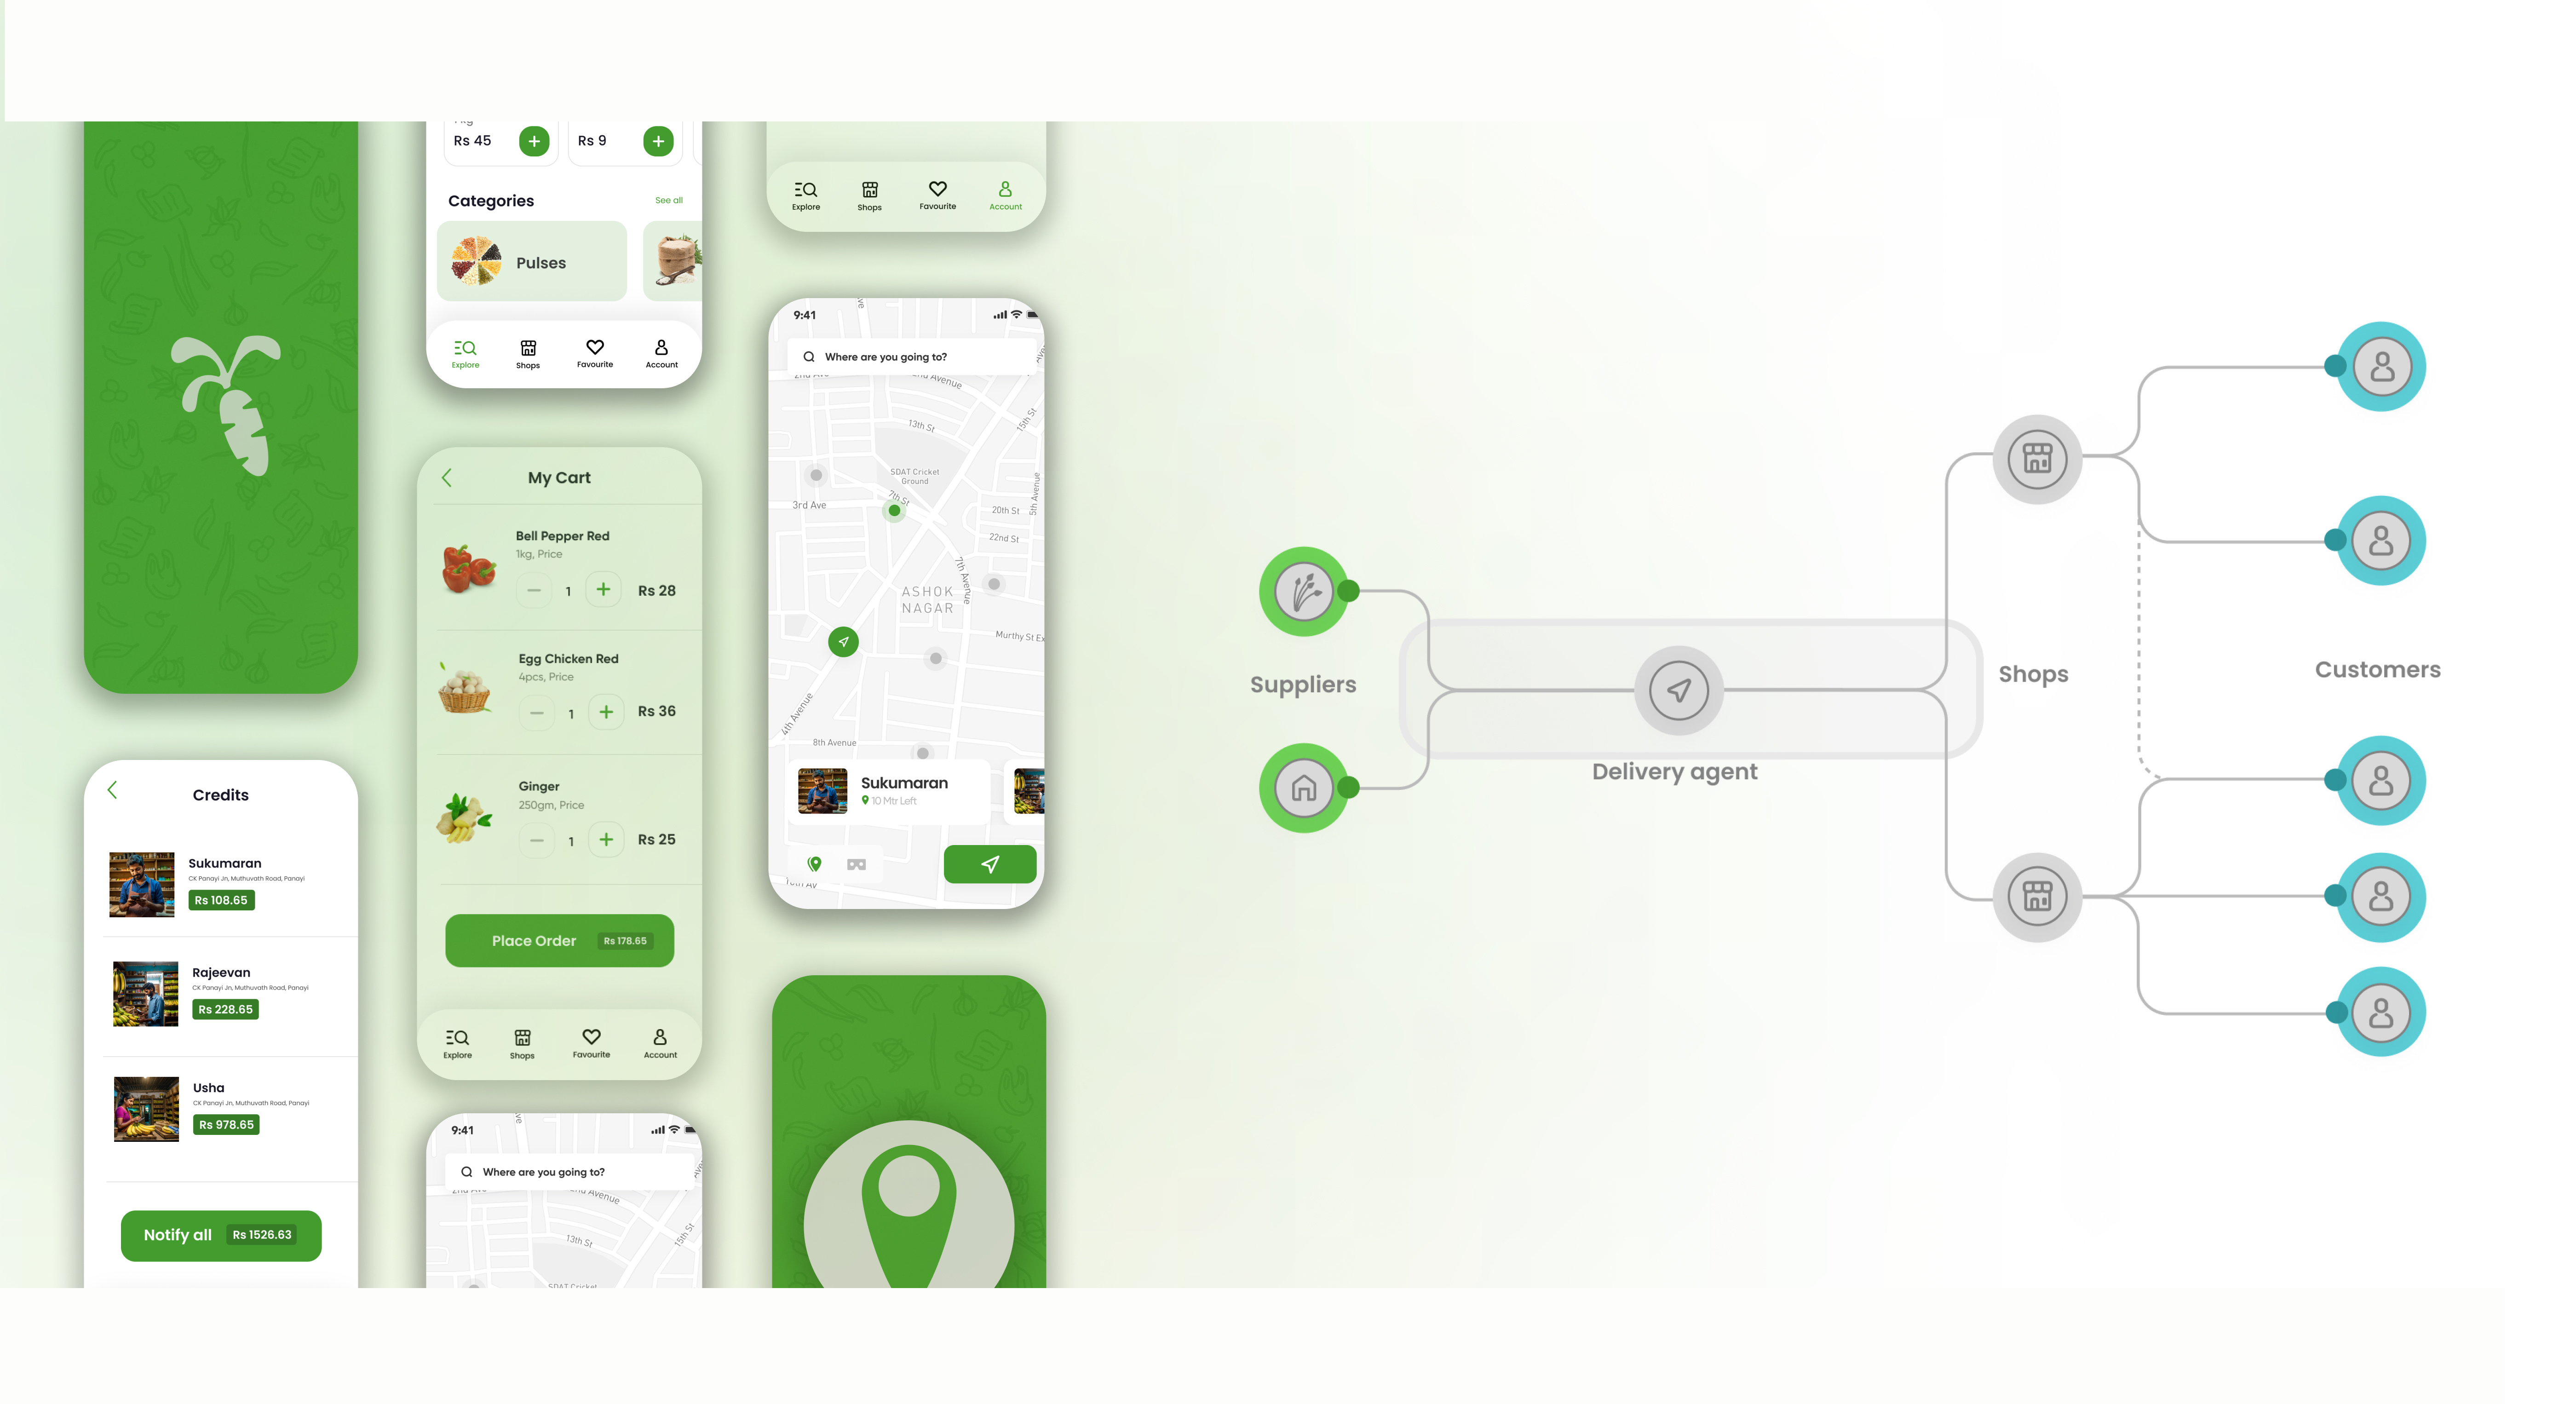 Credits
Sukumaran
CK Panayi Jn, Muthuvath Road, Panayi
Rs 108.65
Rajeevan
CK Panayi Jn, Muthuvath Road, Panayi
Rs 228.65
Usha
CK Panayi Jn, Muthuvath Road, Panayi
Rs 978.65
Notify all Rs 1526.63
Rs 45 Rs 9
Categories See all
Pulses
Explore Shops Favourite Account
My Cart
Bell Pepper Red
1kg, Price
1 Rs 28
Egg Chicken Red
4pcs, Price
1 Rs 36
Ginger
250gm, Price
1 Rs 25
Place Order Rs 178.65
Explore Shops Favourite Account
9:41
Where are you going to?
Avenue
13th St
15th St
Explore Shops Favourite Account
9:41
Where are you going to?
Avenue
13th St
15th St
SDAT Cricket
Ground
7th St
3rd Ave
20th St
5th Avenue
22nd St
7th Avenue
ASHOK
NAGAR
Murthy St
4th Avenue
8th Avenue
Sukumaran
10 Mtr Left
Suppliers
Delivery agent
Shops
Customers